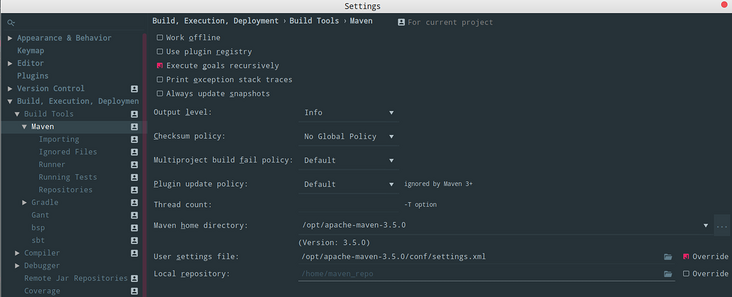 Settings
Build, Execution, Deployment › Build Tools › Maven
For current project
Appearance & Behavior
Keymap
Editor
Plugins
Version Control
Build, Execution, Deploymen
Build Tools
Maven
Importing
Ignored Files
Runner
Running Tests
Repositories
Gradle
Gant
bsp
sbt
Compiler
Debugger
Remote Jar Repositories
Coverage
Work offline
Use plugin registry
Execute goals recursively
Print exception stack traces
Always update snapshots
Output level: Info
Checksum policy: No Global Policy
Multiproject build fail policy: Default
Plugin update policy: Default ignored by Maven 3+
Thread count: -T option
Maven home directory: /opt/apache-maven-3.5.0 ...
(Version: 3.5.0)
User settings file: /opt/apache-maven-3.5.0/conf/settings.xml Override
Local repository: /home/maven_repo Override